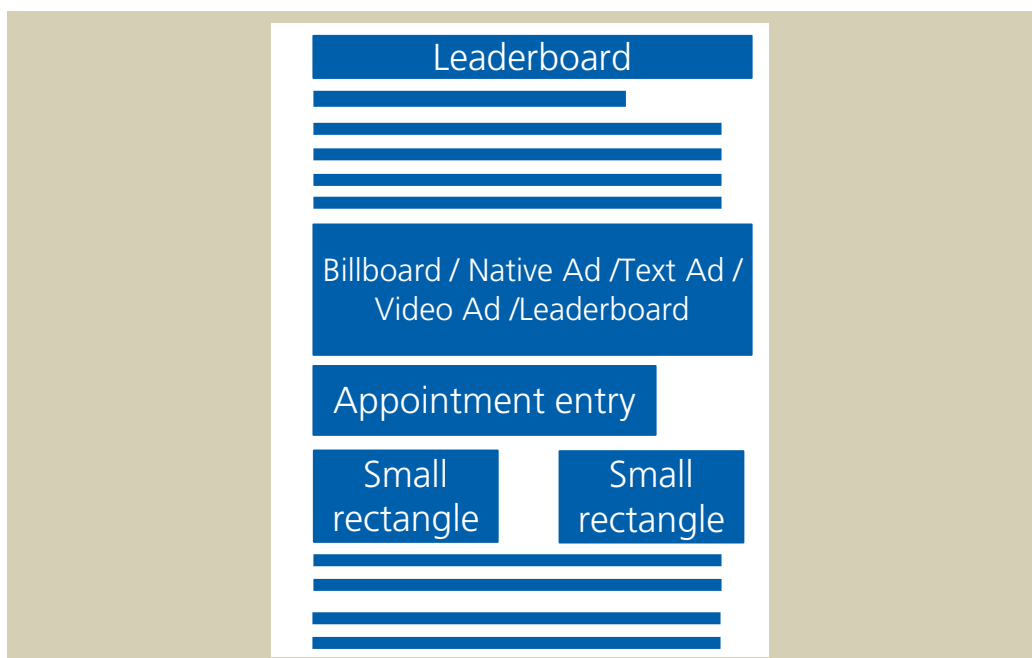 Leaderboard
Billboard / Native Ad /Text Ad /
Video Ad /Leaderboard
Appointment entry
Small
rectangle
Small
rectangle